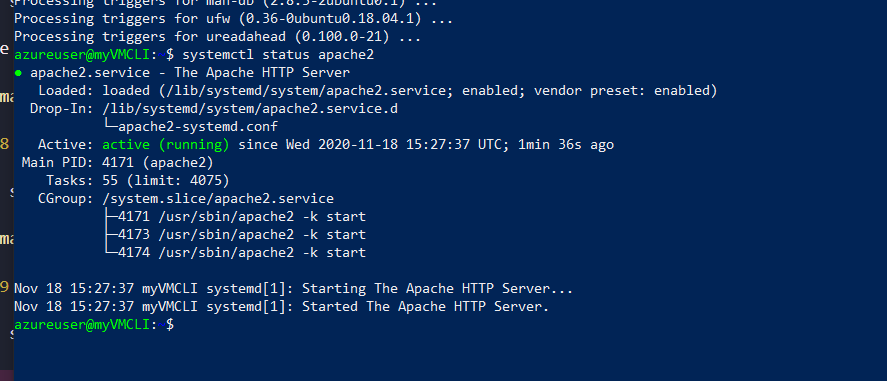 Processing triggers for man-db (2.8.3-2ubuntu0.1) ...
Processing triggers for ufw (0.36-0ubuntu0.18.04.1) ...
Processing triggers for ureadahead (0.100.0-21) ...
azureuser@myVMCLI: $ systemctl status apache2
● apache2.service - The Apache HTTP Server
Loaded: loaded (/lib/systemd/system/apache2.service; enabled; vendor preset: enabled)
Drop-In: /lib/systemd/system/apache2.service.d
└─apache2-systemd.conf
Active: active (running) since Wed 2020-11-18 15:27:37 UTC; 1min 36s ago
Main PID: 4171 (apache2)
Tasks: 55 (limit: 4075)
CGroup: /system.slice/apache2.service
├─4171 /usr/sbin/apache2 -k start
├─4173 /usr/sbin/apache2 -k start
└─4174 /usr/sbin/apache2 -k start
Nov 18 15:27:37 myVMCLI systemd[1]: Starting The Apache HTTP Server...
Nov 18 15:27:37 myVMCLI systemd[1]: Started The Apache HTTP Server.
azureuser@myVMCLI: $